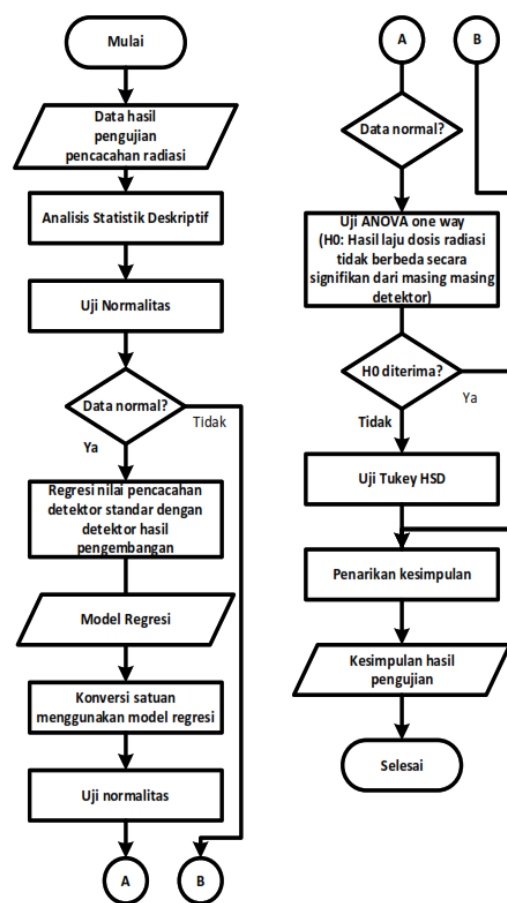 Mulai
Data hasil
pengujian
pencacahan radiasi
Analisis Statistik Deskriptif
Uji Normalitas
Data normal?
Tidak
Ya
Regresi nilai pencacahan
detektor standar dengan
detektor hasil
pengembangan
Model Regresi
Konversi satuan
menggunakan model regresi
Uji normalitas
A
B
A
B
Data normal?
Uji ANOVA one way
(H0: Hasil laju dosis radiasi
tidak berbeda secara
signifikan dari masing masing
detektor)
H0 diterima?
Ya
Tidak
Uji Tukey HSD
Penarikan kesimpulan
Kesimpulan hasil
pengujian
Selesai